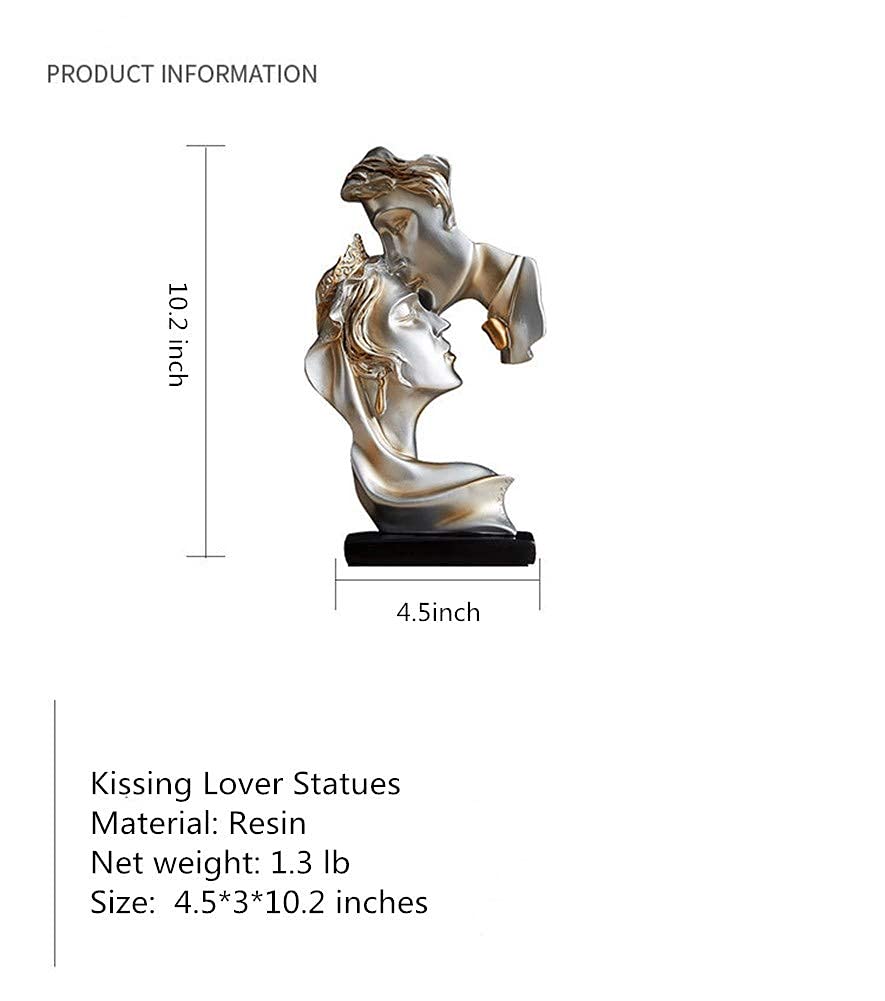 PRODUCT INFORMATION
10.2 inch
4.5inch
Kissing Lover Statues
Material: Resin
Net weight: 1.3 lb
Size:  4.5*3*10.2 inches